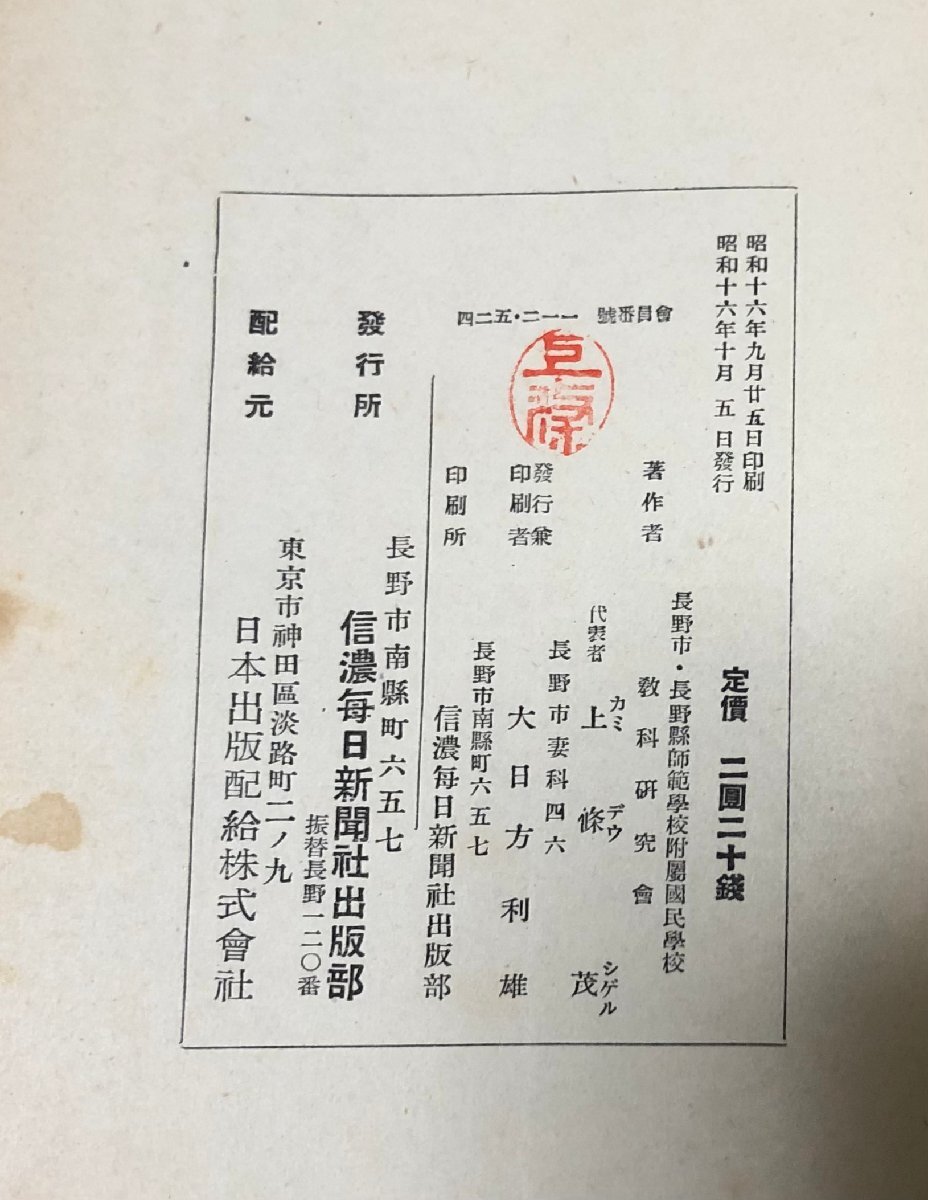 昭和十六年九月廿五日印刷
昭和十六年十月 五 日發行
定價 二圓二十錢
會員番號 一一二・五二四
著作者
長野市・長野縣師範學校附屬國民學校
教科研究會
代表者 上條茂
カミ デウ シゲル
上條
發行兼
印刷者
長野市妻科四六
大日方利雄
印刷所
長野市南縣町六五七
信濃每日新聞社出版部
發行所
長野市南縣町六五七
信濃每日新聞社出版部
振替長野一二〇番
配給元
東京市神田區淡路町二ノ九
日本出版配給株式會社